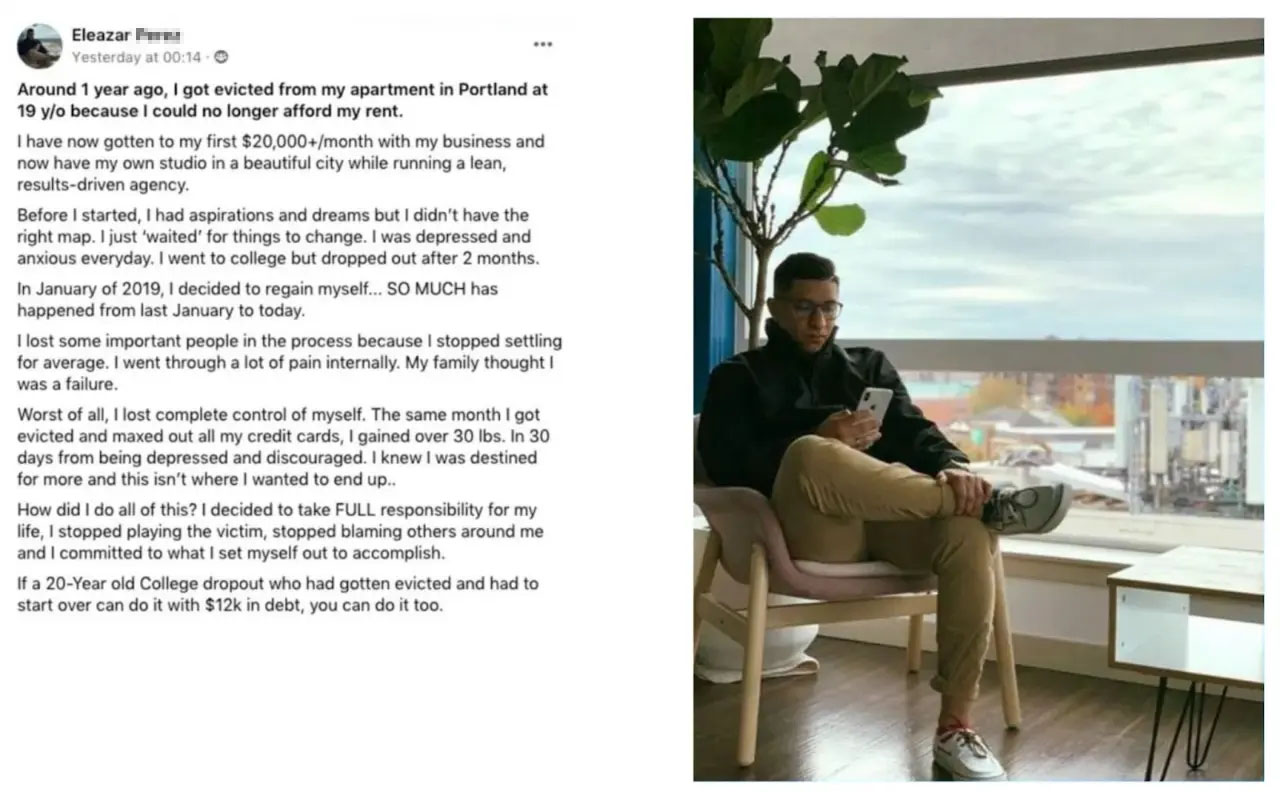 Eleazar
Yesterday at 00:14 ·
Around 1 year ago, I got evicted from my apartment in Portland at
19 y/o because I could no longer afford my rent.
I have now gotten to my first $20,000+/month with my business and
now have my own studio in a beautiful city while running a lean,
results-driven agency.
Before I started, I had aspirations and dreams but I didn’t have the
right map. I just ‘waited’ for things to change. I was depressed and
anxious everyday. I went to college but dropped out after 2 months.
In January of 2019, I decided to regain myself... SO MUCH has
happened from last January to today.
I lost some important people in the process because I stopped settling
for average. I went through a lot of pain internally. My family thought I
was a failure.
Worst of all, I lost complete control of myself. The same month I got
evicted and maxed out all my credit cards, I gained over 30 lbs. In 30
days from being depressed and discouraged. I knew I was destined
for more and this isn’t where I wanted to end up..
How did I do all of this? I decided to take FULL responsibility for my
life, I stopped playing the victim, stopped blaming others around me
and I committed to what I set myself out to accomplish.
If a 20-Year old College dropout who had gotten evicted and had to
start over can do it with $12k in debt, you can do it too.